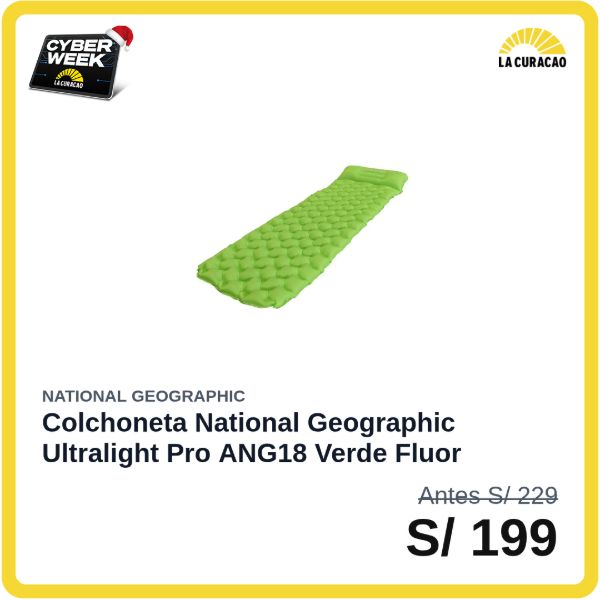 CYBER
WEEK
LA CURACAO
LA CURACAO
NATIONAL GEOGRAPHIC
Colchoneta National Geographic
Ultralight Pro ANG18 Verde Fluor
Antes S/ 229
S/ 199